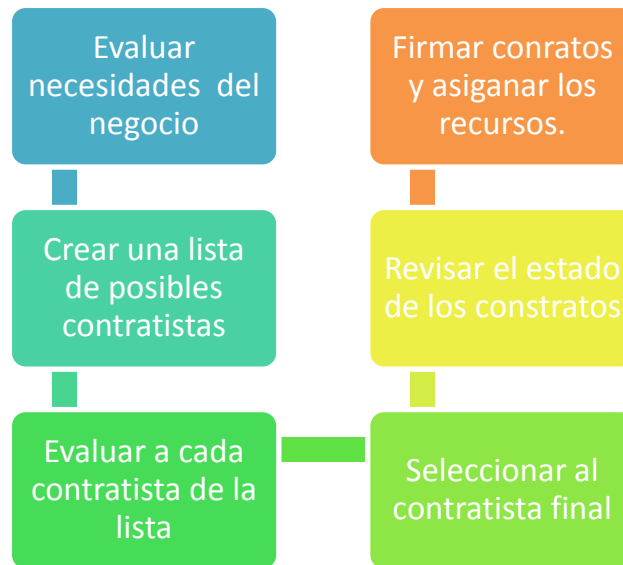 Evaluar
necesidades  del
negocio
Crear una lista
de posibles
contratistas
Evaluar a cada
contratista de la
lista
Seleccionar al
contratista final
Revisar el estado
de los constratos
Firmar conratos
y asiganar los
recursos.